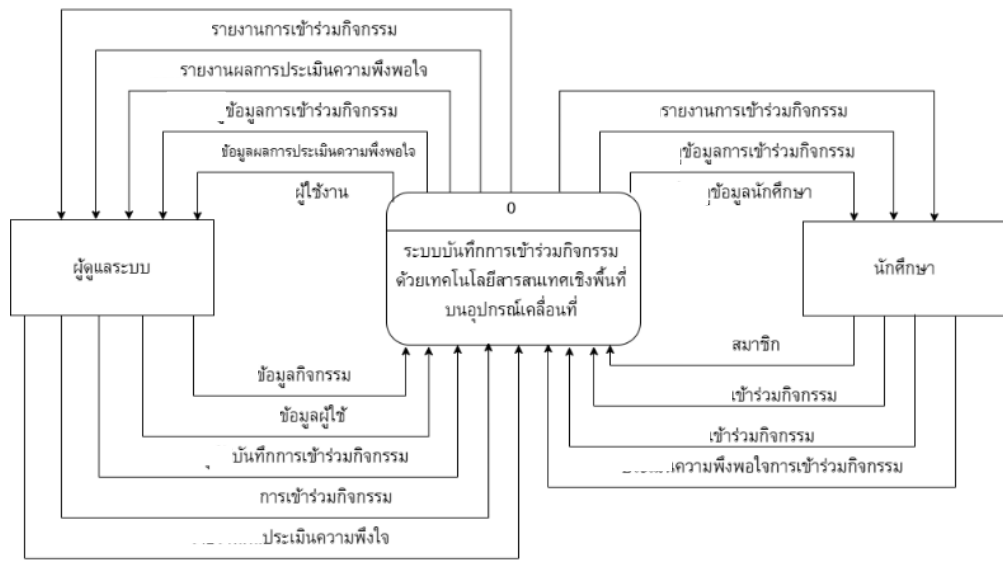 รายงานการเข้าร่วมกิจกรรม
รายงานผลการประเมินความพึงพอใจ
ข้อมูลการเข้าร่วมกิจกรรม
ข้อมูลผลการประเมินความพึงพอใจ
ผู้ใช้งาน
รายงานการเข้าร่วมกิจกรรม
ข้อมูลการเข้าร่วมกิจกรรม
ข้อมูลนักศึกษา
ผู้ดูแลระบบ
0
ระบบบันทึกการเข้าร่วมกิจกรรม
ด้วยเทคโนโลยีสารสนเทศเชิงพื้นที่
บนอุปกรณ์เคลื่อนที่
นักศึกษา
ข้อมูลกิจกรรม
ข้อมูลผู้ใช้
บันทึกการเข้าร่วมกิจกรรม
การเข้าร่วมกิจกรรม
ประเมินความพึงใจ
สมาชิก
เข้าร่วมกิจกรรม
เข้าร่วมกิจกรรม
ความพึงพอใจการเข้าร่วมกิจกรรม